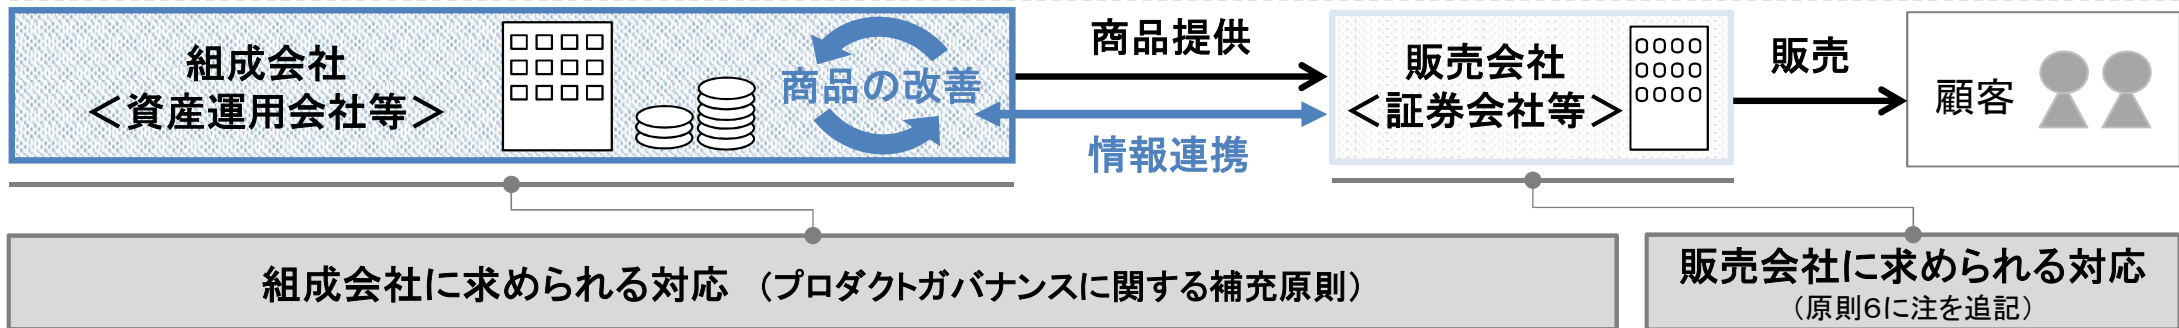 組成会社
＜資産運用会社等＞
商品の改善
商品提供
情報連携
販売会社
＜証券会社等＞
販売
顧客
組成会社に求められる対応 （プロダクトガバナンスに関する補充原則）
販売会社に求められる対応
（原則６に注を追記）